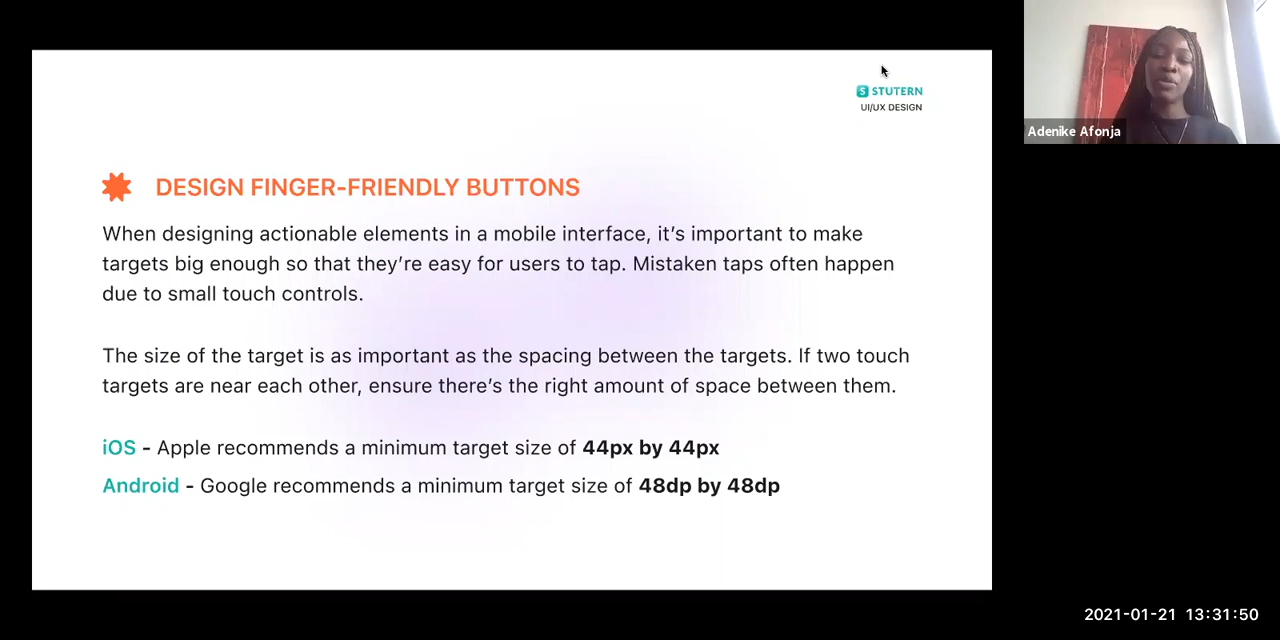 S STUTERN
UI/UX DESIGN
Adenike Afonja
DESIGN FINGER-FRIENDLY BUTTONS
When designing actionable elements in a mobile interface, it’s important to make
targets big enough so that they’re easy for users to tap. Mistaken taps often happen
due to small touch controls.
The size of the target is as important as the spacing between the targets. If two touch
targets are near each other, ensure there’s the right amount of space between them.
iOS - Apple recommends a minimum target size of 44px by 44px
Android - Google recommends a minimum target size of 48dp by 48dp
2021-01-21 13:31:50